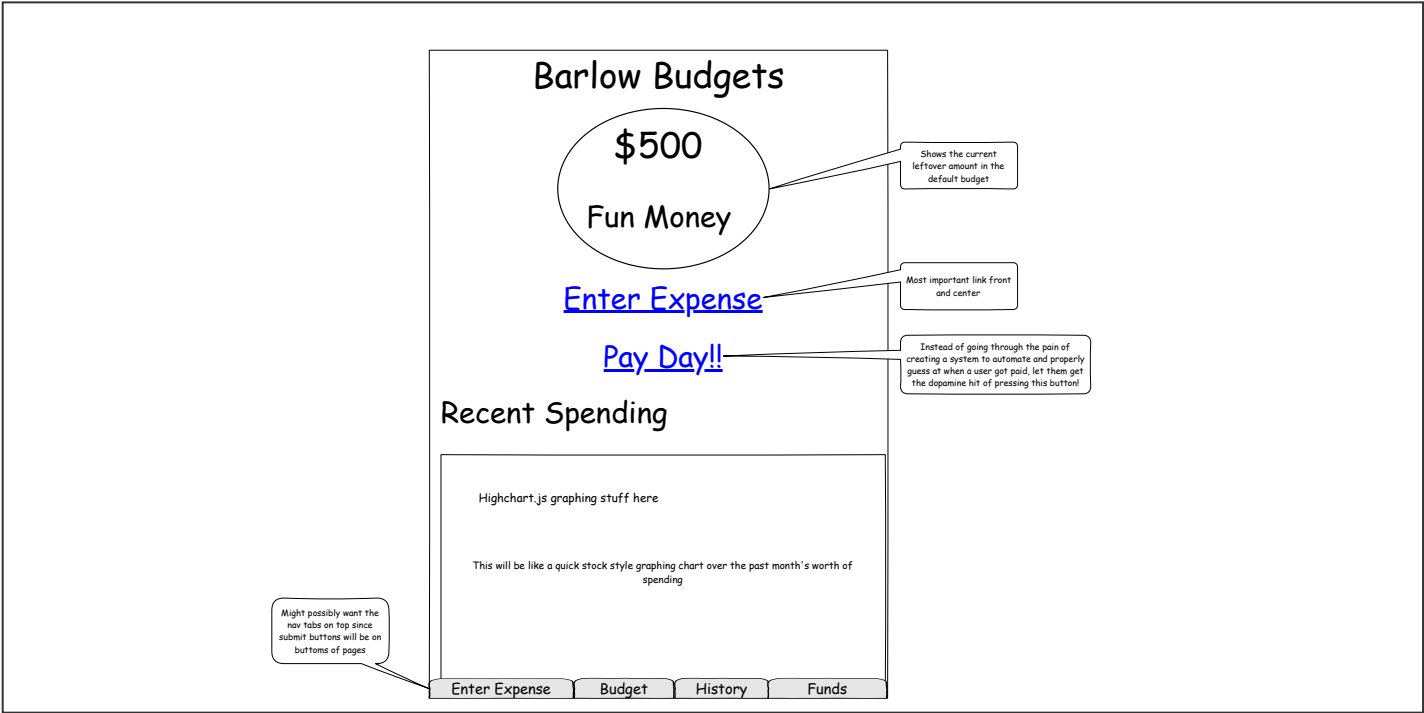 Barlow Budgets
$500
Fun Money
Shows the current
leftover amount in the
default budget
Enter Expense
Most important link front
and center
Pay Day!!
Instead of going through the pain of
creating a system to automate and properly
guess at when a user got paid, let them get
the dopamine hit of pressing this button!
Recent Spending
Highchart.js graphing stuff here
This will be like a quick stock style graphing chart over the past month's worth of
spending
Might possibly want the
nav tabs on top since
submit buttons will be on
buttoms of pages
Enter Expense
Budget
History
Funds